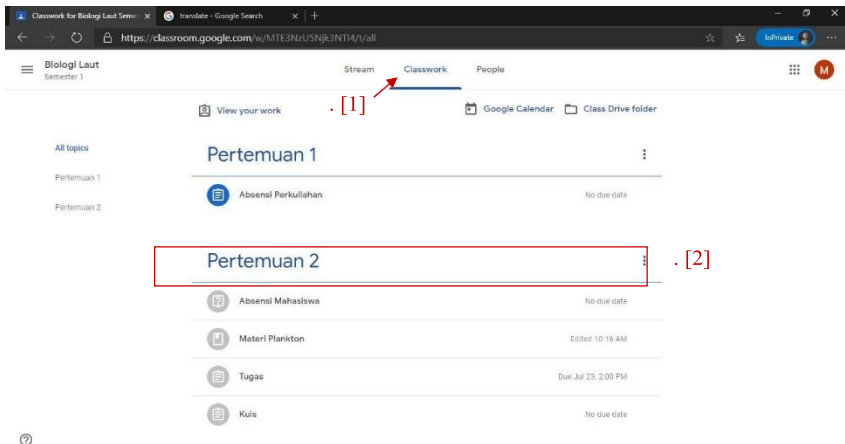 Classwork for Biologi Laut Seme
translate - Google Search
https://classroom.google.com/w/MTE3NzU5Njk3NTI4/t/all
InPrivate
Biologi Laut
Semester 1
Stream
Classwork
People
M
. [1]
View your work
Google Calendar
Class Drive folder
All topics
Pertemuan 1
Pertemuan 2
Pertemuan 1
Absensi Perkuliahan
No due date
Pertemuan 2
. [2]
Absensi Mahasiswa
No due date
Materi Plankton
Edited 10:16 AM
Tugas
Due Jul 23, 2:00 PM
Kuis
No due date